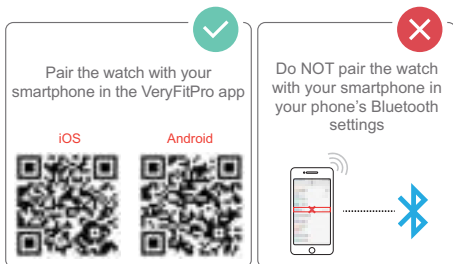 Pair the watch with your
smartphone in the VeryFitPro app
iOS
Android
Do NOT pair the watch
with your smartphone in
your phone's Bluetooth
settings